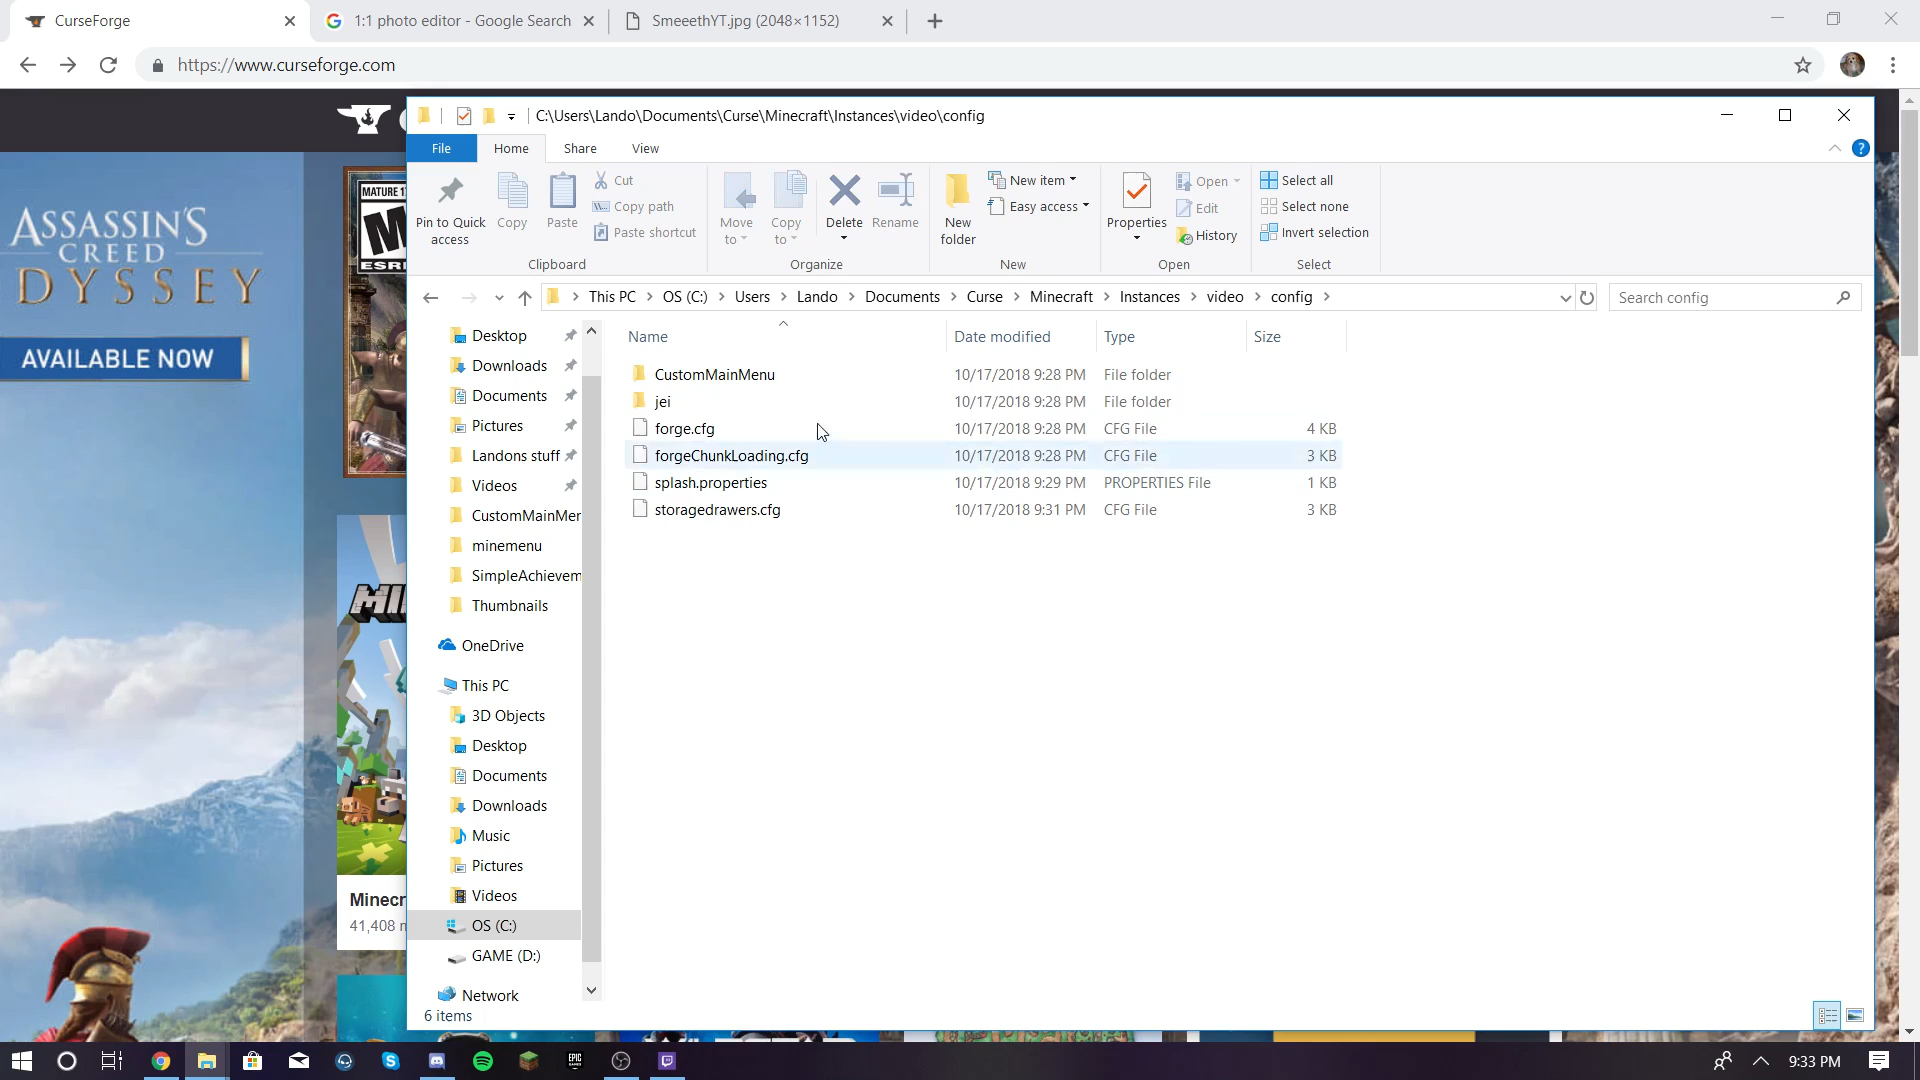 CurseForge
1:1 photo editor - Google Search
SmeeethYT.jpg (2048×1152)
https://www.curseforge.com
C:\Users\Lando\Documents\Curse\Minecraft\Instances\video\config
File Home Share View
Pin to Quick access
Copy
Paste
Cut
Copy path
Paste shortcut
Clipboard
Move to
Copy to
Delete
Rename
Organize
New folder
New item
Easy access
New
Properties
Open
Edit
History
Open
Select all
Select none
Invert selection
Select
This PC > OS (C:) > Users > Lando > Documents > Curse > Minecraft > Instances > video > config >
Search config
Name Date modified Type Size
CustomMainMenu 10/17/2018 9:28 PM File folder
jei 10/17/2018 9:28 PM File folder
forge.cfg 10/17/2018 9:28 PM CFG File 4 KB
forgeChunkLoading.cfg 10/17/2018 9:28 PM CFG File 3 KB
splash.properties 10/17/2018 9:29 PM PROPERTIES File 1 KB
storagedrawers.cfg 10/17/2018 9:31 PM CFG File 3 KB
Desktop
Downloads
Documents
Pictures
Landons stuff
Videos
CustomMainMer
minemenu
SimpleAchievem
Thumbnails
OneDrive
This PC
3D Objects
Desktop
Documents
Downloads
Music
Pictures
Videos
OS (C:)
GAME (D:)
Network
6 items
ASSASSIN'S
CREED
ODYSSEY
AVAILABLE NOW
MATURE 17
M
ESRB
Minecr
41,408 m
EPIC GAMES
9:33 PM